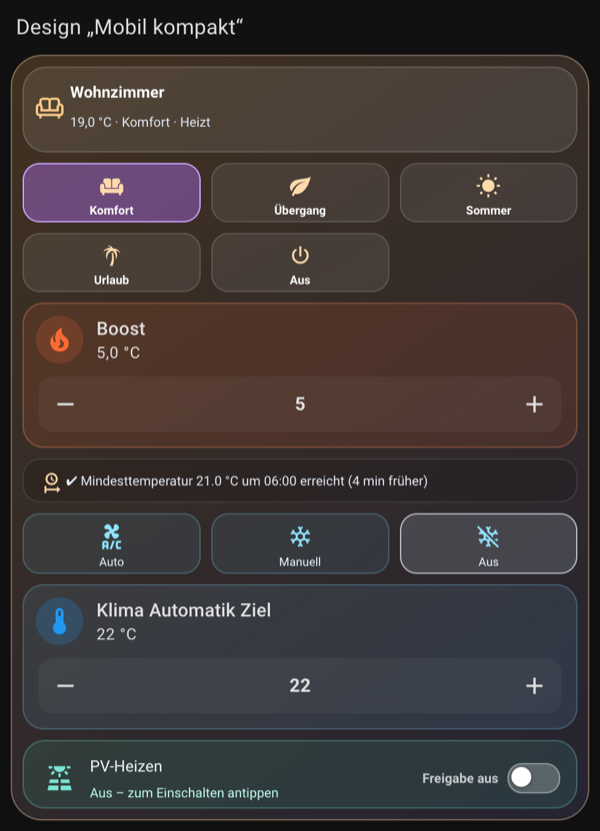 Design „Mobil kompakt“
Wohnzimmer
19,0 °C · Komfort · Heizt
Komfort
Übergang
Sommer
Urlaub
Aus
Boost
5,0 °C
− 5 +
✔ Mindesttemperatur 21.0 °C um 06:00 erreicht (4 min früher)
A/C
Auto
Manuell
Aus
Klima Automatik Ziel
22 °C
− 22 +
PV-Heizen
Aus – zum Einschalten antippen
Freigabe aus